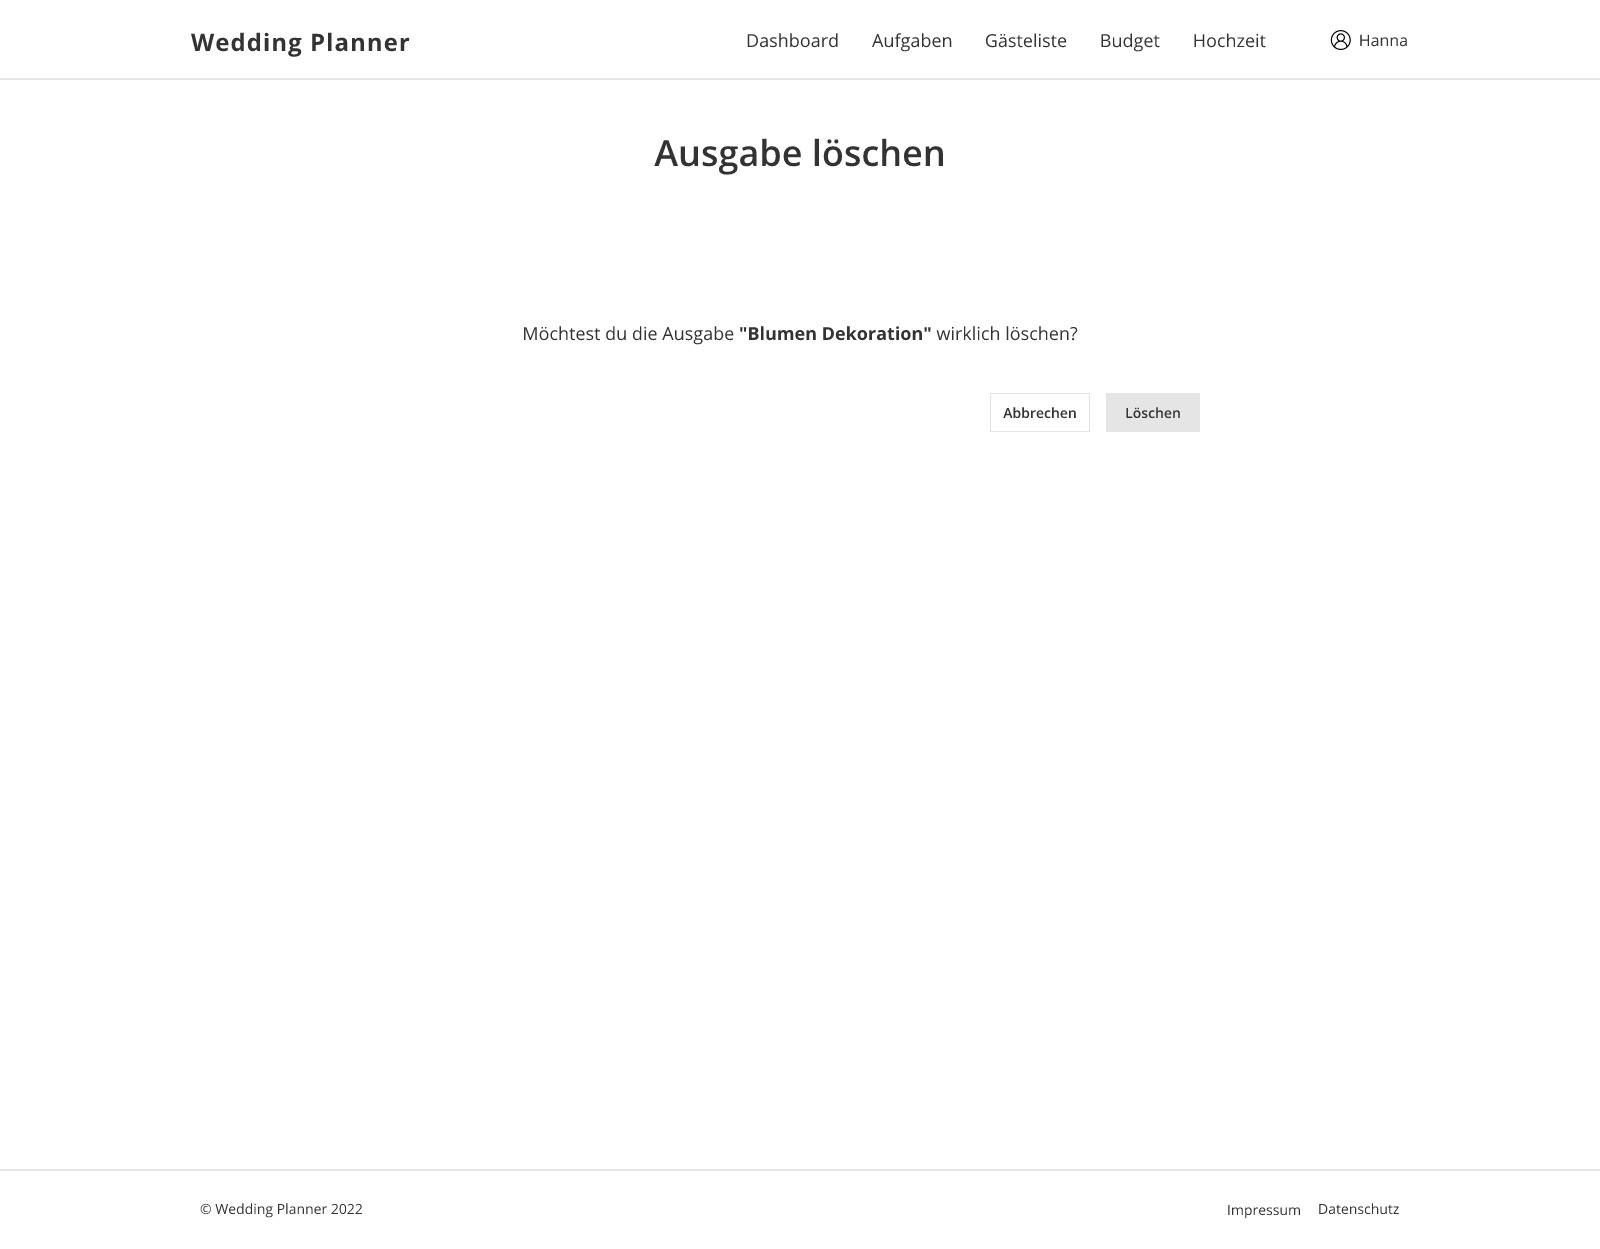 Wedding Planner
Dashboard Aufgaben Gästeliste Budget Hochzeit Hanna
Ausgabe löschen
Möchtest du die Ausgabe "Blumen Dekoration" wirklich löschen?
Abbrechen Löschen
© Wedding Planner 2022 Impressum Datenschutz